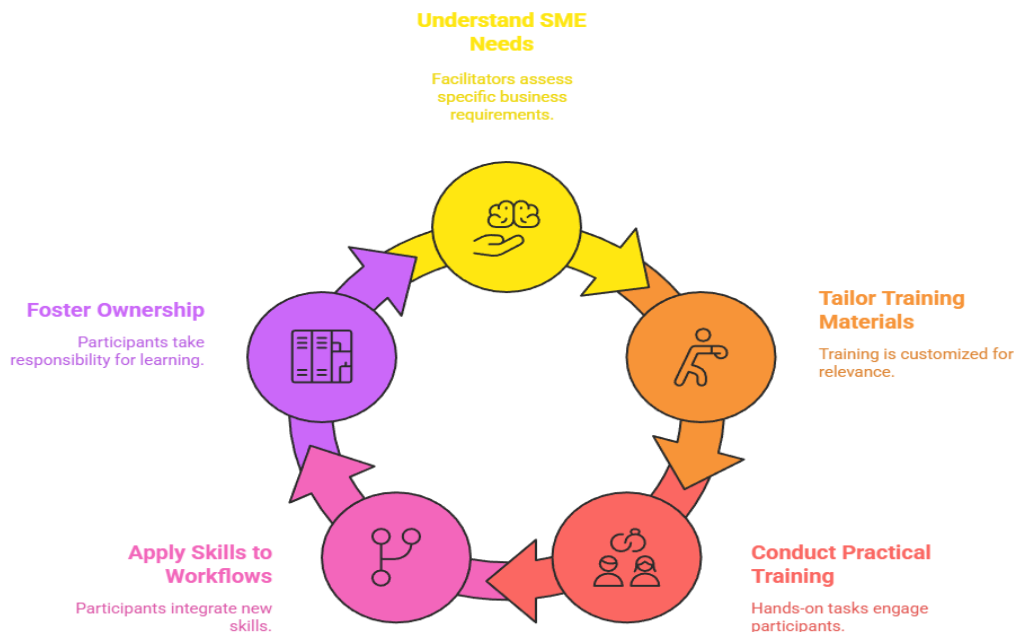 Understand SME
Needs
Facilitators assess
specific business
requirements.
Tailor Training
Materials
Training is customized for
relevance.
Conduct Practical
Training
Hands-on tasks engage
participants.
Apply Skills to
Workflows
Participants integrate new
skills.
Foster Ownership
Participants take
responsibility for learning.